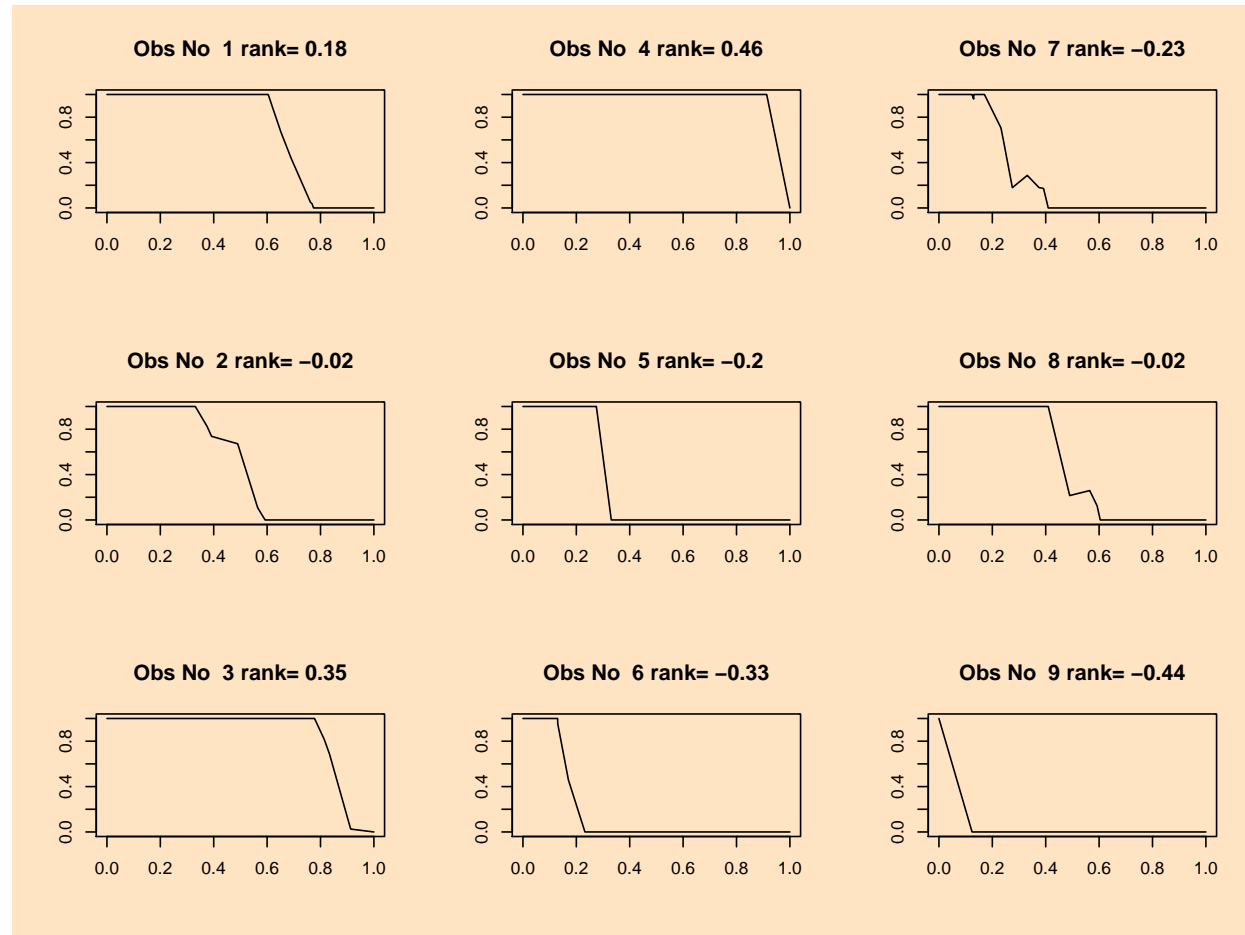 Obs No  1 rank= 0.18
0.0 0.4 0.8
0.0 0.2 0.4 0.6 0.8 1.0
Obs No  4 rank= 0.46
0.0 0.4 0.8
0.0 0.2 0.4 0.6 0.8 1.0
Obs No  7 rank= −0.23
0.0 0.4 0.8
0.0 0.2 0.4 0.6 0.8 1.0
Obs No  2 rank= −0.02
0.0 0.4 0.8
0.0 0.2 0.4 0.6 0.8 1.0
Obs No  5 rank= −0.2
0.0 0.4 0.8
0.0 0.2 0.4 0.6 0.8 1.0
Obs No  8 rank= −0.02
0.0 0.4 0.8
0.0 0.2 0.4 0.6 0.8 1.0
Obs No  3 rank= 0.35
0.0 0.4 0.8
0.0 0.2 0.4 0.6 0.8 1.0
Obs No  6 rank= −0.33
0.0 0.4 0.8
0.0 0.2 0.4 0.6 0.8 1.0
Obs No  9 rank= −0.44
0.0 0.4 0.8
0.0 0.2 0.4 0.6 0.8 1.0